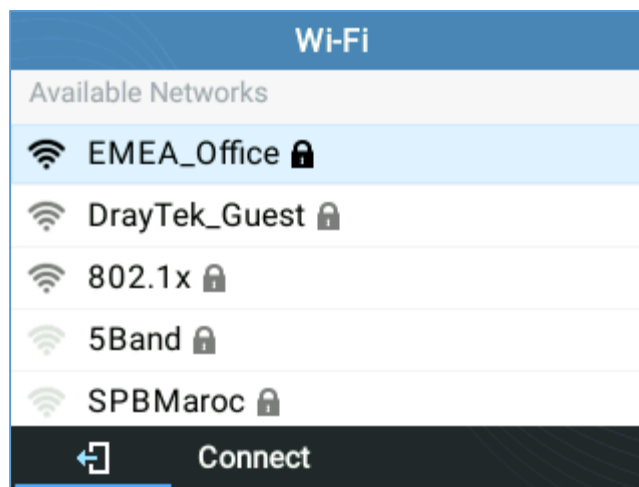 Wi-Fi
Available Networks
EMEA_Office
DrayTek_Guest
802.1x
5Band
SPBMaroc
Connect